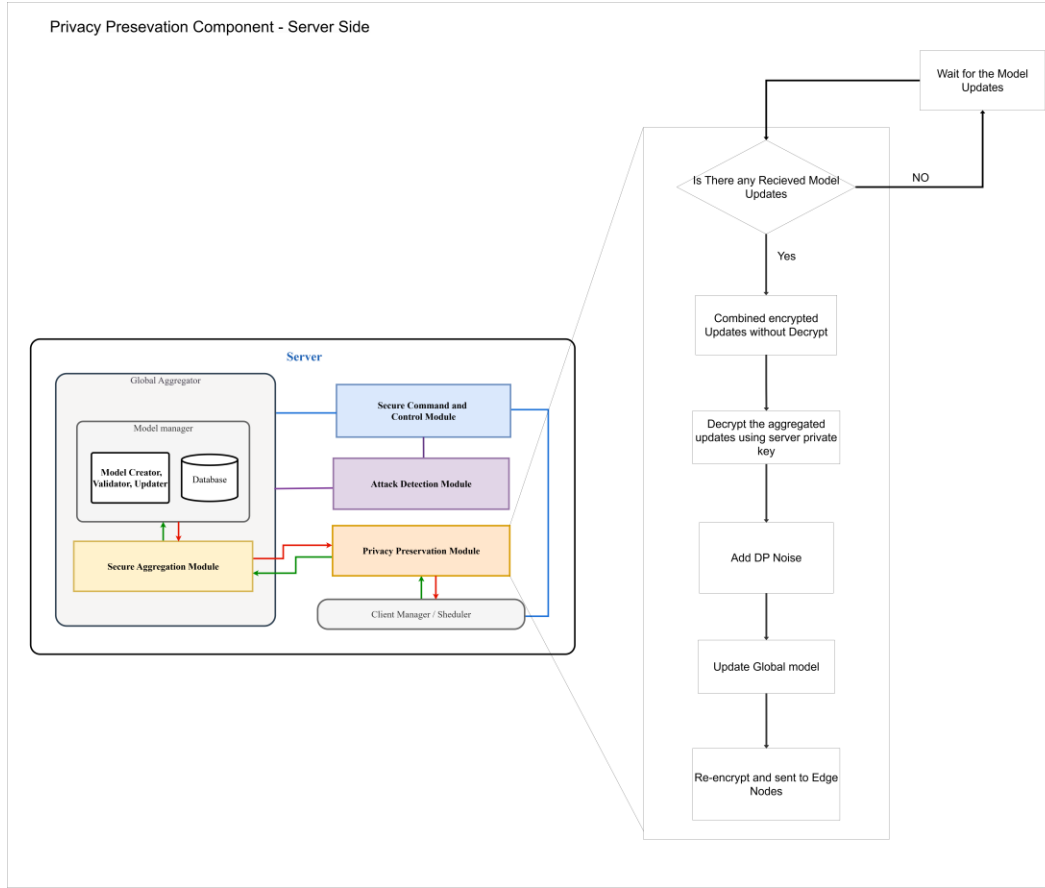 Privacy Presevation Component - Server Side
Wait for the Model
Updates
Is There any Recieved Model
Updates
NO
Yes
Combined encrypted
Updates without Decrypt
Decrypt the aggregated
updates using server private
key
Add DP Noise
Update Global model
Re-encrypt and sent to Edge
Nodes
Server
Global Aggregator
Model manager
Model Creator,
Validator, Updater
Database
Secure Aggregation Module
Secure Command and
Control Module
Attack Detection Module
Privacy Preservation Module
Client Manager / Sheduler